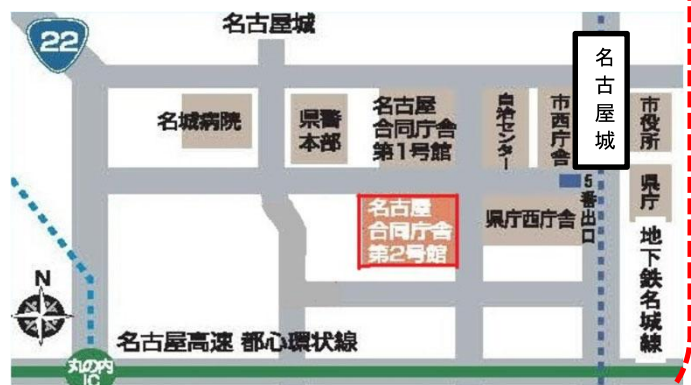 22
名古屋城
名古屋城
名城病院
県警
本部
名古屋
合同庁舎
第1号館
自治センター
市西庁舎
市役所
県庁
5番出口
名古屋
合同庁舎
第2号館
県庁西庁舎
地下鉄名城線
N
名古屋高速 都心環状線
丸の内
IC